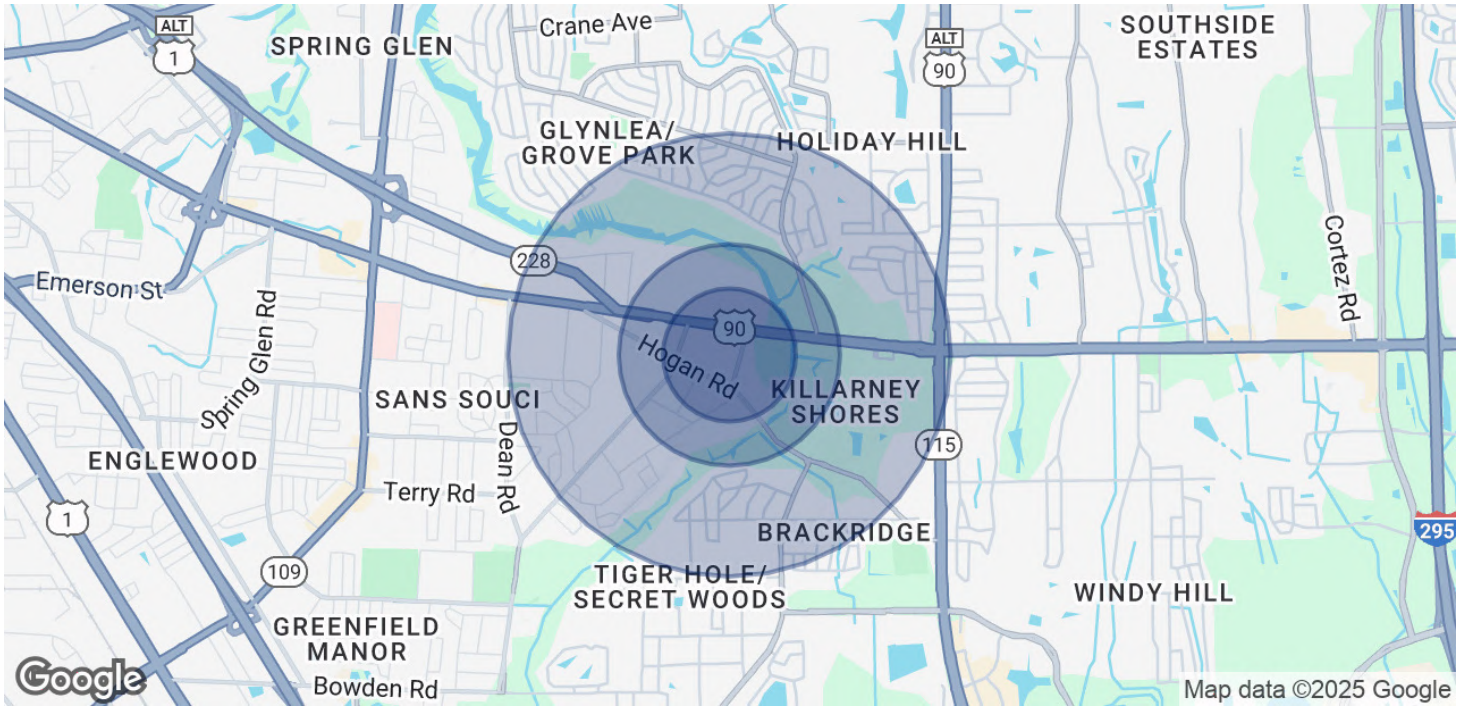 Crane Ave
ALT
1
SPRING GLEN
SOUTHSIDE
ESTATES
ALT
90
GLYNLEA/
GROVE PARK
HOLIDAY HILL
228
Cortez Rd
Emerson St
Spring Glen Rd
90
Hogan Rd
SANS SOUCI
KILLARNEY
SHORES
Dean Rd
115
ENGLEWOOD
Terry Rd
1
BRACKRIDGE
295
109
TIGER HOLE/
SECRET WOODS
WINDY HILL
GREENFIELD
MANOR
Google
Bowden Rd
Map data ©2025 Google